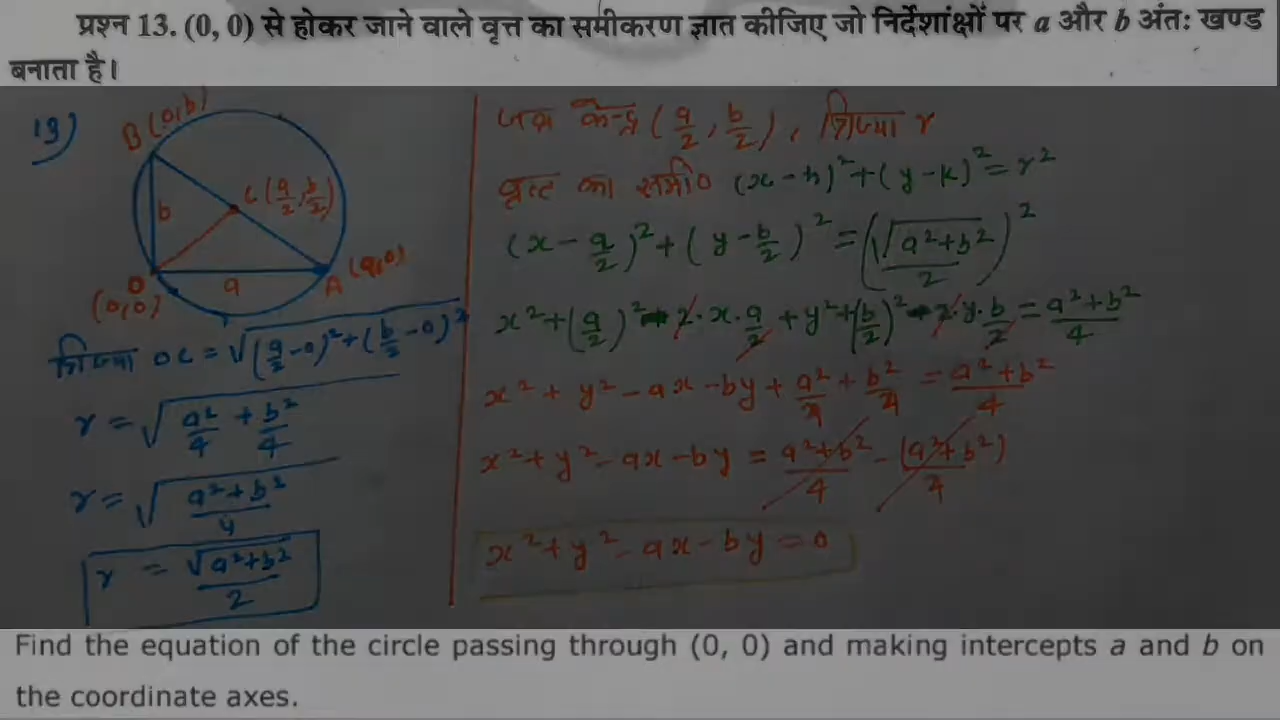 प्रश्न 13. (0, 0) से होकर जाने वाले वृत्त का समीकरण ज्ञात कीजिए जो निर्देशांक्षों पर a और b अंतः खण्ड
बनाता है।
13)
B (0,b)
C (a/2, b/2)
b
O
(0,0)
a
A (a,0)
त्रिज्या OC = √((a/2 - 0)² + (b/2 - 0)²)
r = √(a²/4 + b²/4)
r = √((a²+b²)/4)
r = √(a²+b²)/2
जब केन्द्र (a/2, b/2), त्रिज्या r
वृत्त का समी० (x - h)² + (y - k)² = r²
(x - a/2)² + (y - b/2)² = (√(a²+b²)/2)²
x² + (a/2)² - 2·x·a/2 + y² + (b/2)² - 2·y·b/2 = (a²+b²)/4
x² + y² - ax - by + a²/4 + b²/4 = (a²+b²)/4
x² + y² - ax - by = (a²+b²)/4 - (a²+b²)/4
x² + y² - ax - by = 0
Find the equation of the circle passing through (0, 0) and making intercepts a and b on
the coordinate axes.